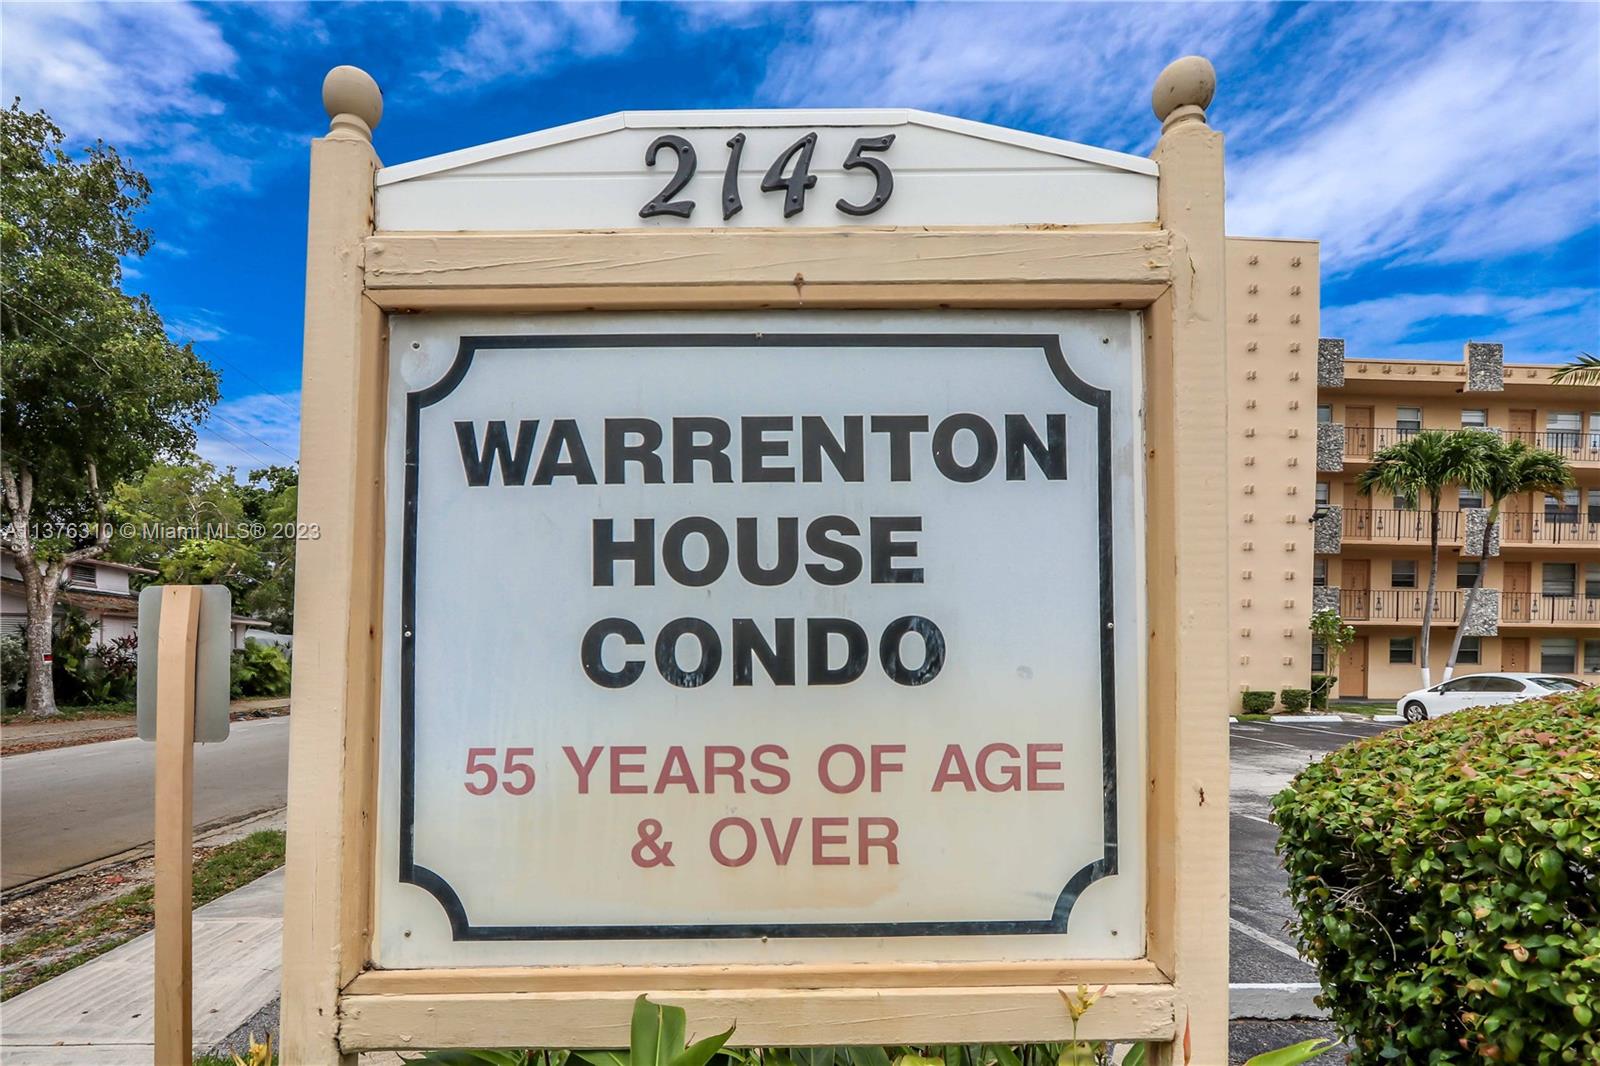 2145
WARRENTON
HOUSE
CONDO
55 YEARS OF AGE
& OVER
A11376310 © Miami MLS® 2023